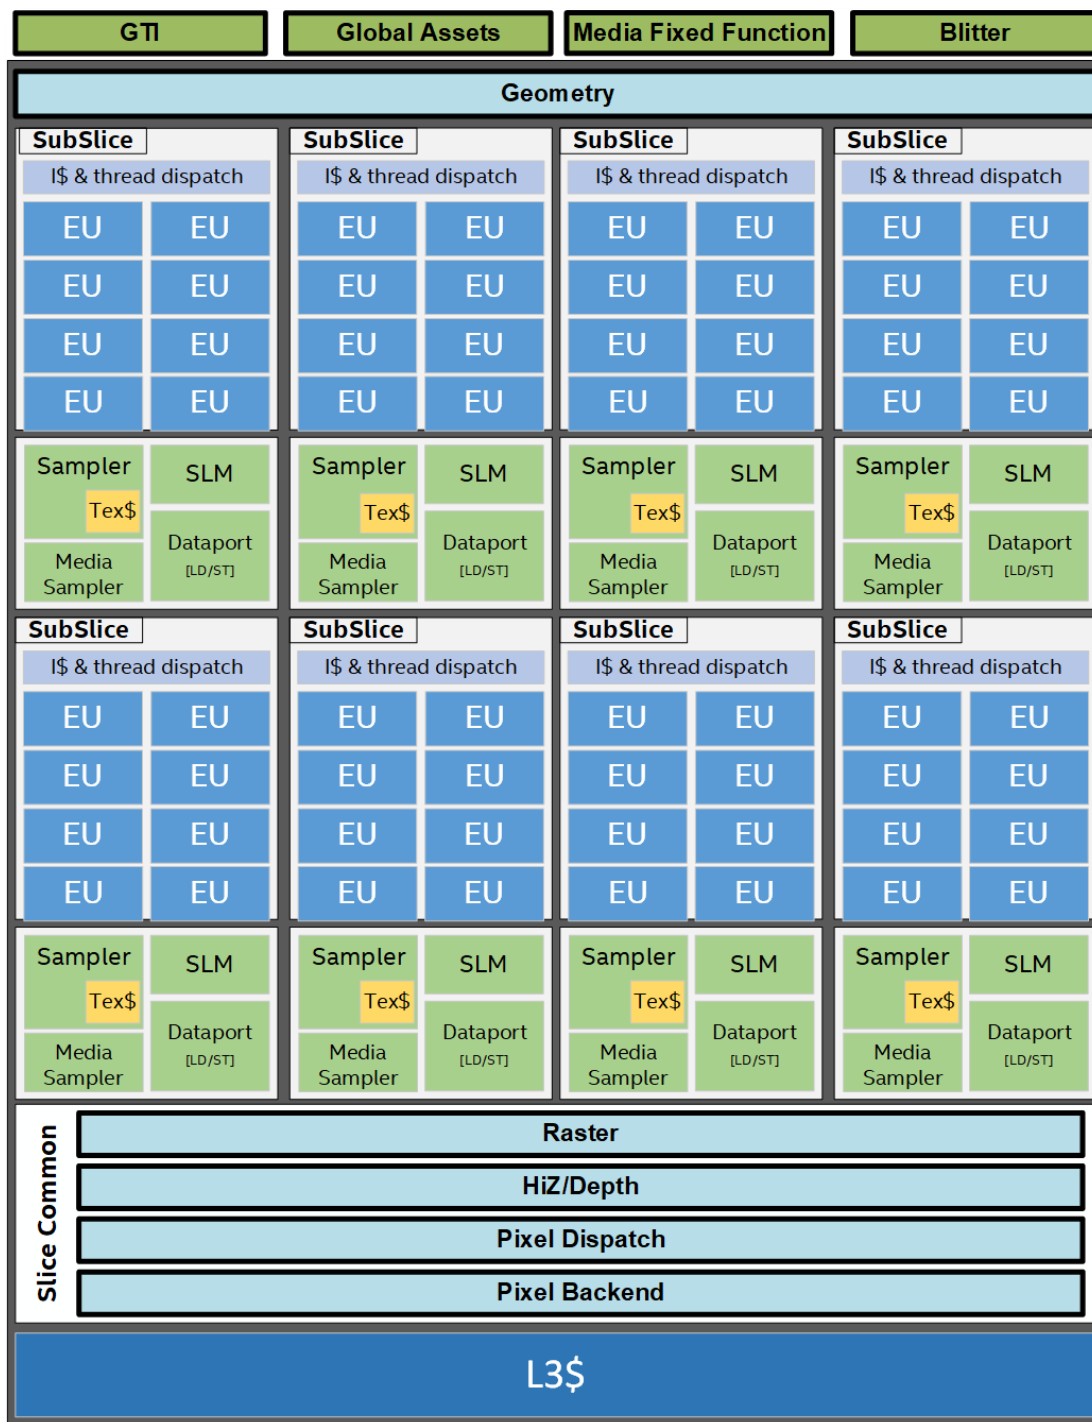 GTI Global Assets Media Fixed Function Blitter
Geometry
SubSlice SubSlice SubSlice SubSlice
I$ & thread dispatch I$ & thread dispatch I$ & thread dispatch I$ & thread dispatch
EU EU EU EU EU EU EU EU
EU EU EU EU EU EU EU EU
EU EU EU EU EU EU EU EU
EU EU EU EU EU EU EU EU
Sampler SLM Sampler SLM Sampler SLM Sampler SLM
Tex$ Tex$ Tex$ Tex$
Dataport Dataport Dataport Dataport
Media [LD/ST] Media [LD/ST] Media [LD/ST] Media [LD/ST]
Sampler Sampler Sampler Sampler
SubSlice SubSlice SubSlice SubSlice
I$ & thread dispatch I$ & thread dispatch I$ & thread dispatch I$ & thread dispatch
EU EU EU EU EU EU EU EU
EU EU EU EU EU EU EU EU
EU EU EU EU EU EU EU EU
EU EU EU EU EU EU EU EU
Sampler SLM Sampler SLM Sampler SLM Sampler SLM
Tex$ Tex$ Tex$ Tex$
Dataport Dataport Dataport Dataport
Media [LD/ST] Media [LD/ST] Media [LD/ST] Media [LD/ST]
Sampler Sampler Sampler Sampler
Slice Common
Raster
HiZ/Depth
Pixel Dispatch
Pixel Backend
L3$